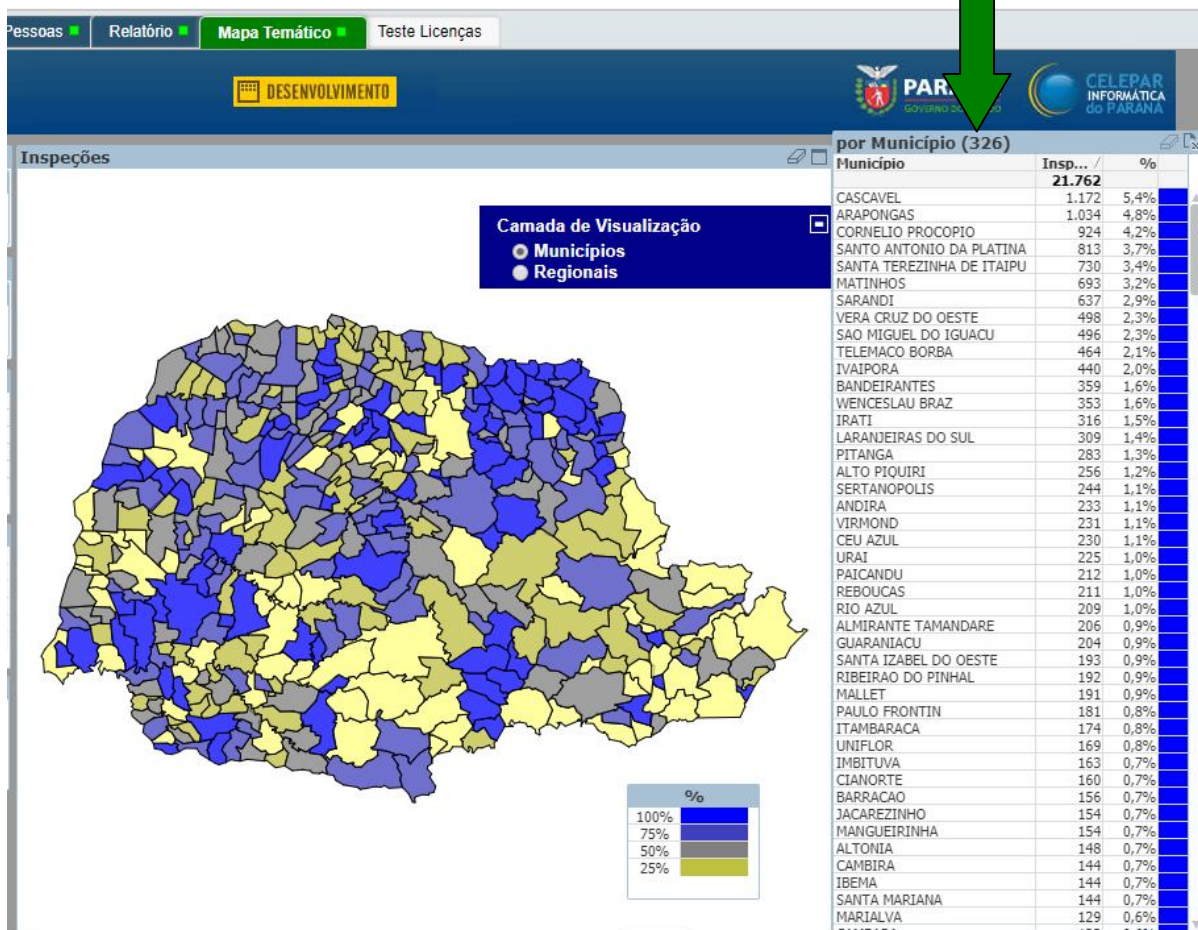 Pessoas Relatório Mapa Temático Teste Licenças
DESENVOLVIMENTO
CELEPAR
INFORMÁTICA
do PARANÁ
Inspeções
Camada de Visualização
Municípios
Regionais
%
100%
75%
50%
25%
por Município (326)
Município Insp... / %
21.762
CASCAVEL 1.172 5,4%
ARAPONGAS 1.034 4,8%
CORNELIO PROCOPIO 924 4,2%
SANTO ANTONIO DA PLATINA 813 3,7%
SANTA TEREZINHA DE ITAIPU 730 3,4%
MATINHOS 693 3,2%
SARANDI 637 2,9%
VERA CRUZ DO OESTE 498 2,3%
SAO MIGUEL DO IGUACU 496 2,3%
TELEMACO BORBA 464 2,1%
IVAIPORA 440 2,0%
BANDEIRANTES 359 1,6%
WENCESLAU BRAZ 353 1,6%
IRATI 316 1,5%
LARANJEIRAS DO SUL 309 1,4%
PITANGA 283 1,3%
ALTO PIQUIRI 256 1,2%
SERTANOPOLIS 244 1,1%
ANDIRA 233 1,1%
VIRMOND 231 1,1%
CEU AZUL 230 1,1%
URAI 225 1,0%
PAICANDU 212 1,0%
REBOUCAS 211 1,0%
RIO AZUL 209 1,0%
ALMIRANTE TAMANDARE 206 0,9%
GUARANIACU 204 0,9%
SANTA IZABEL DO OESTE 193 0,9%
RIBEIRAO DO PINHAL 192 0,9%
MALLET 191 0,9%
PAULO FRONTIN 181 0,8%
ITAMBARACA 174 0,8%
UNIFLOR 169 0,8%
IMBITUVA 163 0,7%
CIANORTE 160 0,7%
BARRACAO 156 0,7%
JACAREZINHO 154 0,7%
MANGUEIRINHA 154 0,7%
ALTONIA 148 0,7%
CAMBIRA 144 0,7%
IBEMA 144 0,7%
SANTA MARIANA 144 0,7%
MARIALVA 129 0,6%